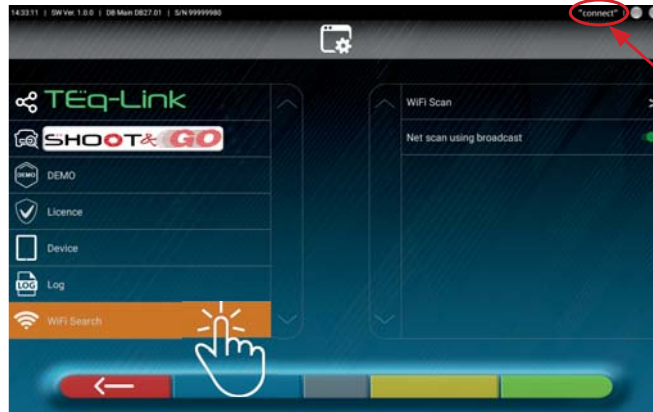 14:33:11 | SW Ver. 1.0.0 | DB Main DB27.01 | S/N 99999980
"connect"
TEq-Link
SHOOT& GO
DEMO
DEMO
Licence
Device
LOG
Log
WiFi Search
WiFi Scan
Net scan using broadcast